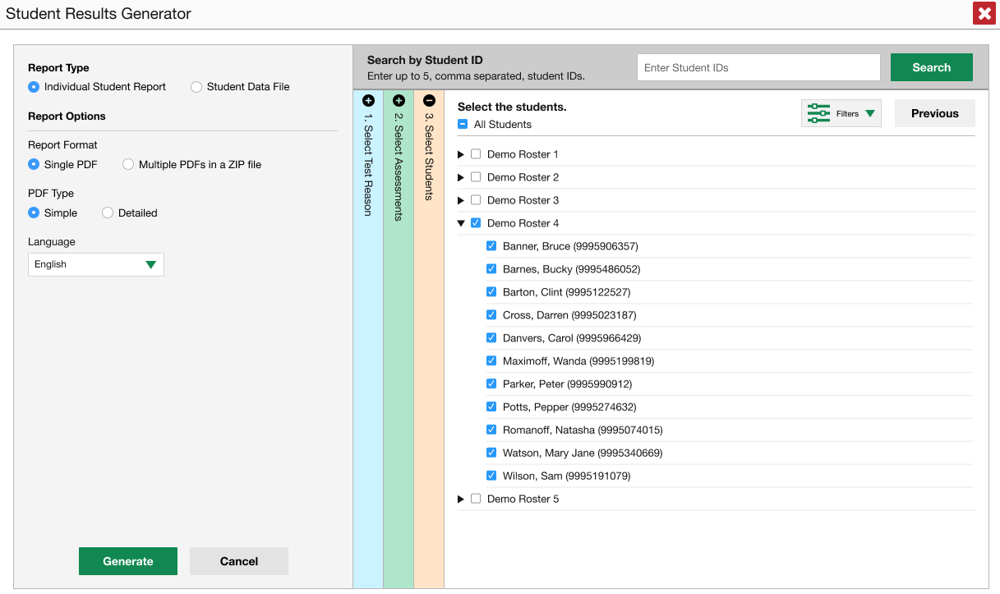 Student Results Generator
Report Type
Individual Student Report
Student Data File
Report Options
Report Format
Single PDF
Multiple PDFs in a ZIP file
PDF Type
Simple
Detailed
Language
English
Generate
Cancel
Search by Student ID
Enter up to 5, comma separated, student IDs.
Enter Student IDs
Search
1. Select Test Reason
2. Select Assessments
3. Select Students
Select the students.
All Students
Filters
Previous
Demo Roster 1
Demo Roster 2
Demo Roster 3
Demo Roster 4
Banner, Bruce (9995906357)
Barnes, Bucky (9995486052)
Barton, Clint (9995122527)
Cross, Darren (9995023187)
Danvers, Carol (9995966429)
Maximoff, Wanda (9995199819)
Parker, Peter (9995990912)
Potts, Pepper (9995274632)
Romanoff, Natasha (9995074015)
Watson, Mary Jane (9995340669)
Wilson, Sam (9995191079)
Demo Roster 5